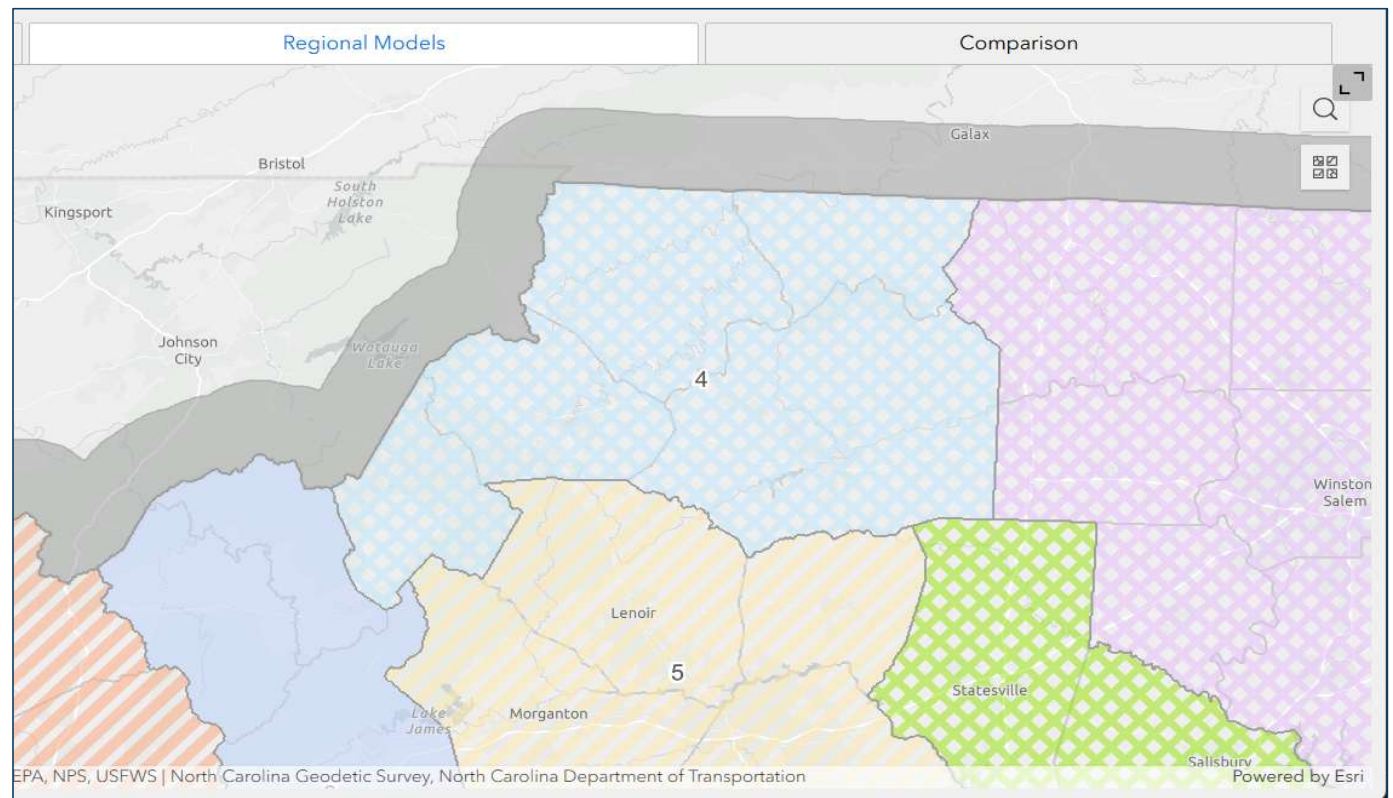 Regional Models
Comparison
Galax
Bristol
South
Holston
Lake
Kingsport
Johnson
City
Watauga
Lake
4
Winston
Salem
Lenoir
5
Statesville
Lake
James
Morganton
Salisbury
EPA, NPS, USFWS | North Carolina Geodetic Survey, North Carolina Department of Transportation
Powered by Esri